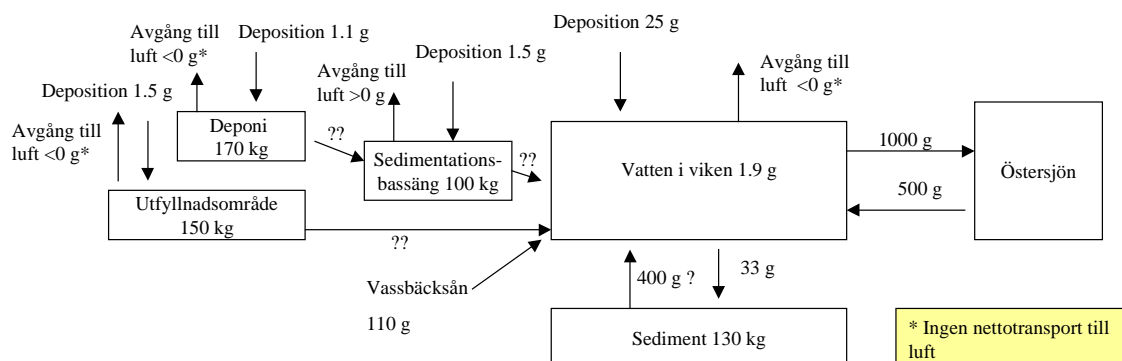 Deposition 25 g
Avgång till
luft <0 g*
Deposition 1.1 g
Deposition 1.5 g
Avgång till
luft >0 g
Avgång till
luft <0 g*
Deposition 1.5 g
Avgång till
luft <0 g*
Deponi
170 kg
??
Sedimentations-
bassäng 100 kg
??
Vatten i viken 1.9 g
1000 g
500 g
Östersjön
Utfyllnadsområde
150 kg
??
Vassbäcksån
110 g
400 g ?
33 g
Sediment 130 kg
* Ingen nettotransport till
luft